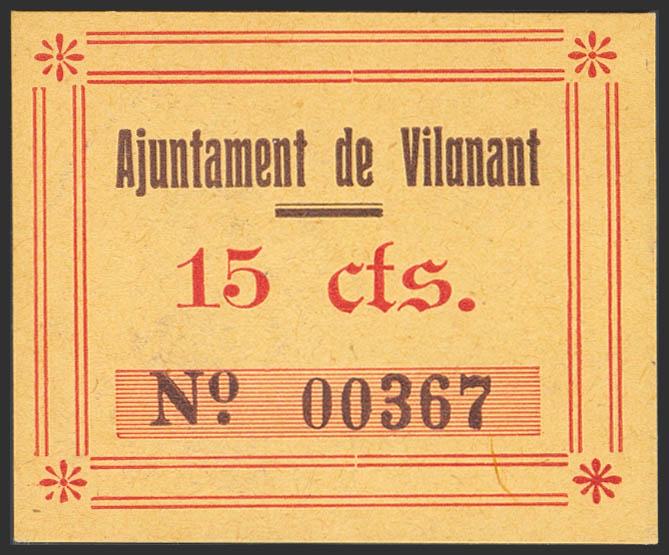 Ajuntament de Vilanant
15 cts.
Nº 00367